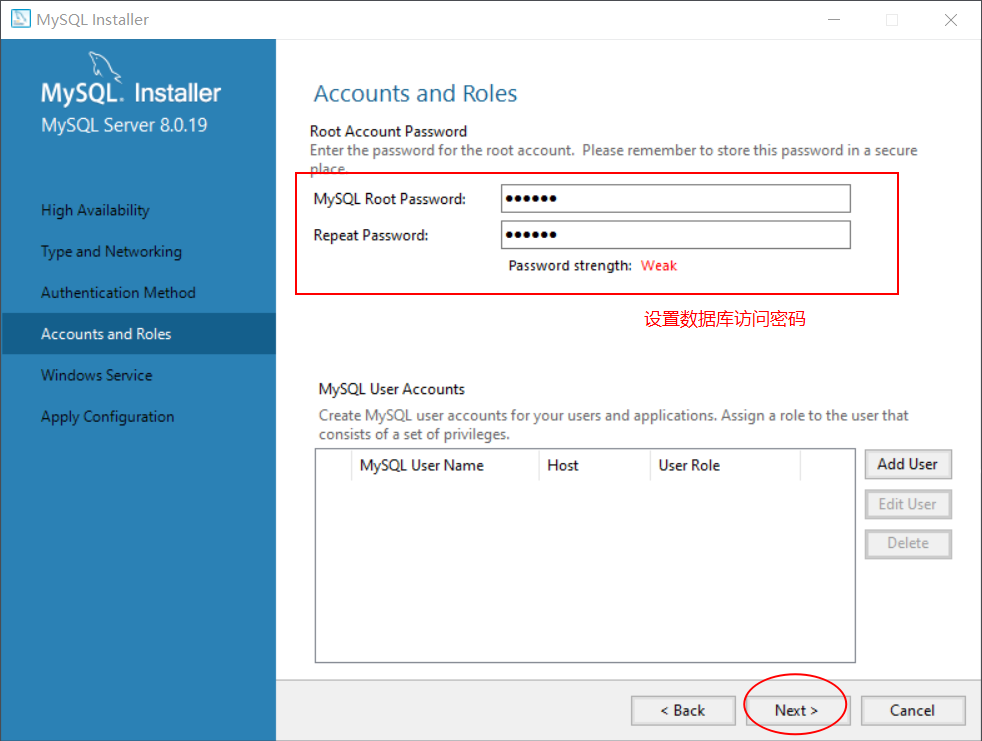 MySQL Installer
MySQL. Installer
MySQL Server 8.0.19
High Availability
Type and Networking
Authentication Method
Accounts and Roles
Windows Service
Apply Configuration
Accounts and Roles
Root Account Password
Enter the password for the root account.  Please remember to store this password in a secure
place.
MySQL Root Password: ●●●●●●
Repeat Password: ●●●●●●
Password strength: Weak
设置数据库访问密码
MySQL User Accounts
Create MySQL user accounts for your users and applications. Assign a role to the user that
consists of a set of privileges.
MySQL User Name Host User Role
Add User
Edit User
Delete
< Back Next > Cancel